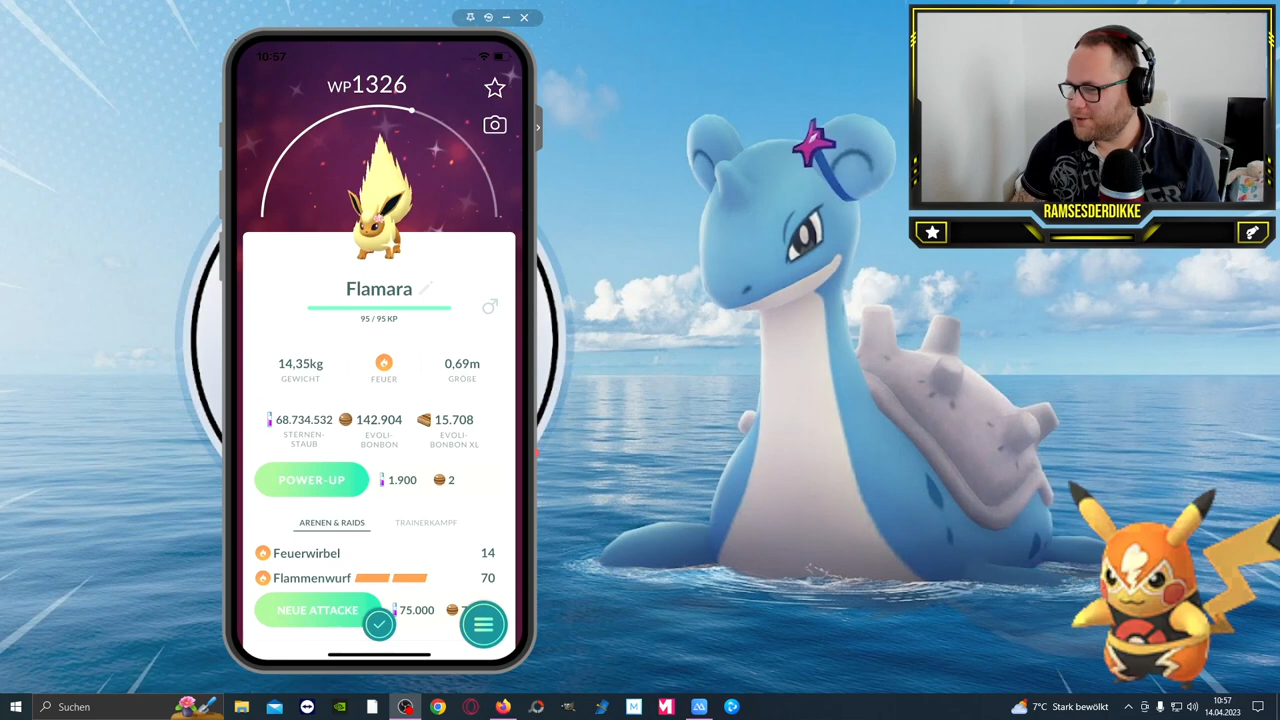 10:57
WP1326
Flamara
95 / 95 KP
14,35kg
GEWICHT
FEUER
0,69m
GRÖßE
68.734.532
STERNEN-
STAUB
142.904
EVOLI-
BONBON
15.708
EVOLI-
BONBON XL
POWER-UP
1.900
2
ARENEN & RAIDS
TRAINERKAMPF
Feuerwirbel
14
Flammenwurf
70
NEUE ATTACKE
75.000
RAMSESDERDIKKE
Suchen
7°C Stark bewölkt
10:57
14.04.2023